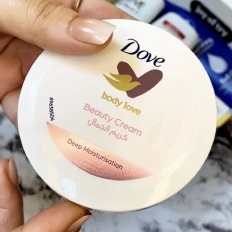 Dove
body love
Beauty Cream
كريم الجمال
Deep Moisturisation